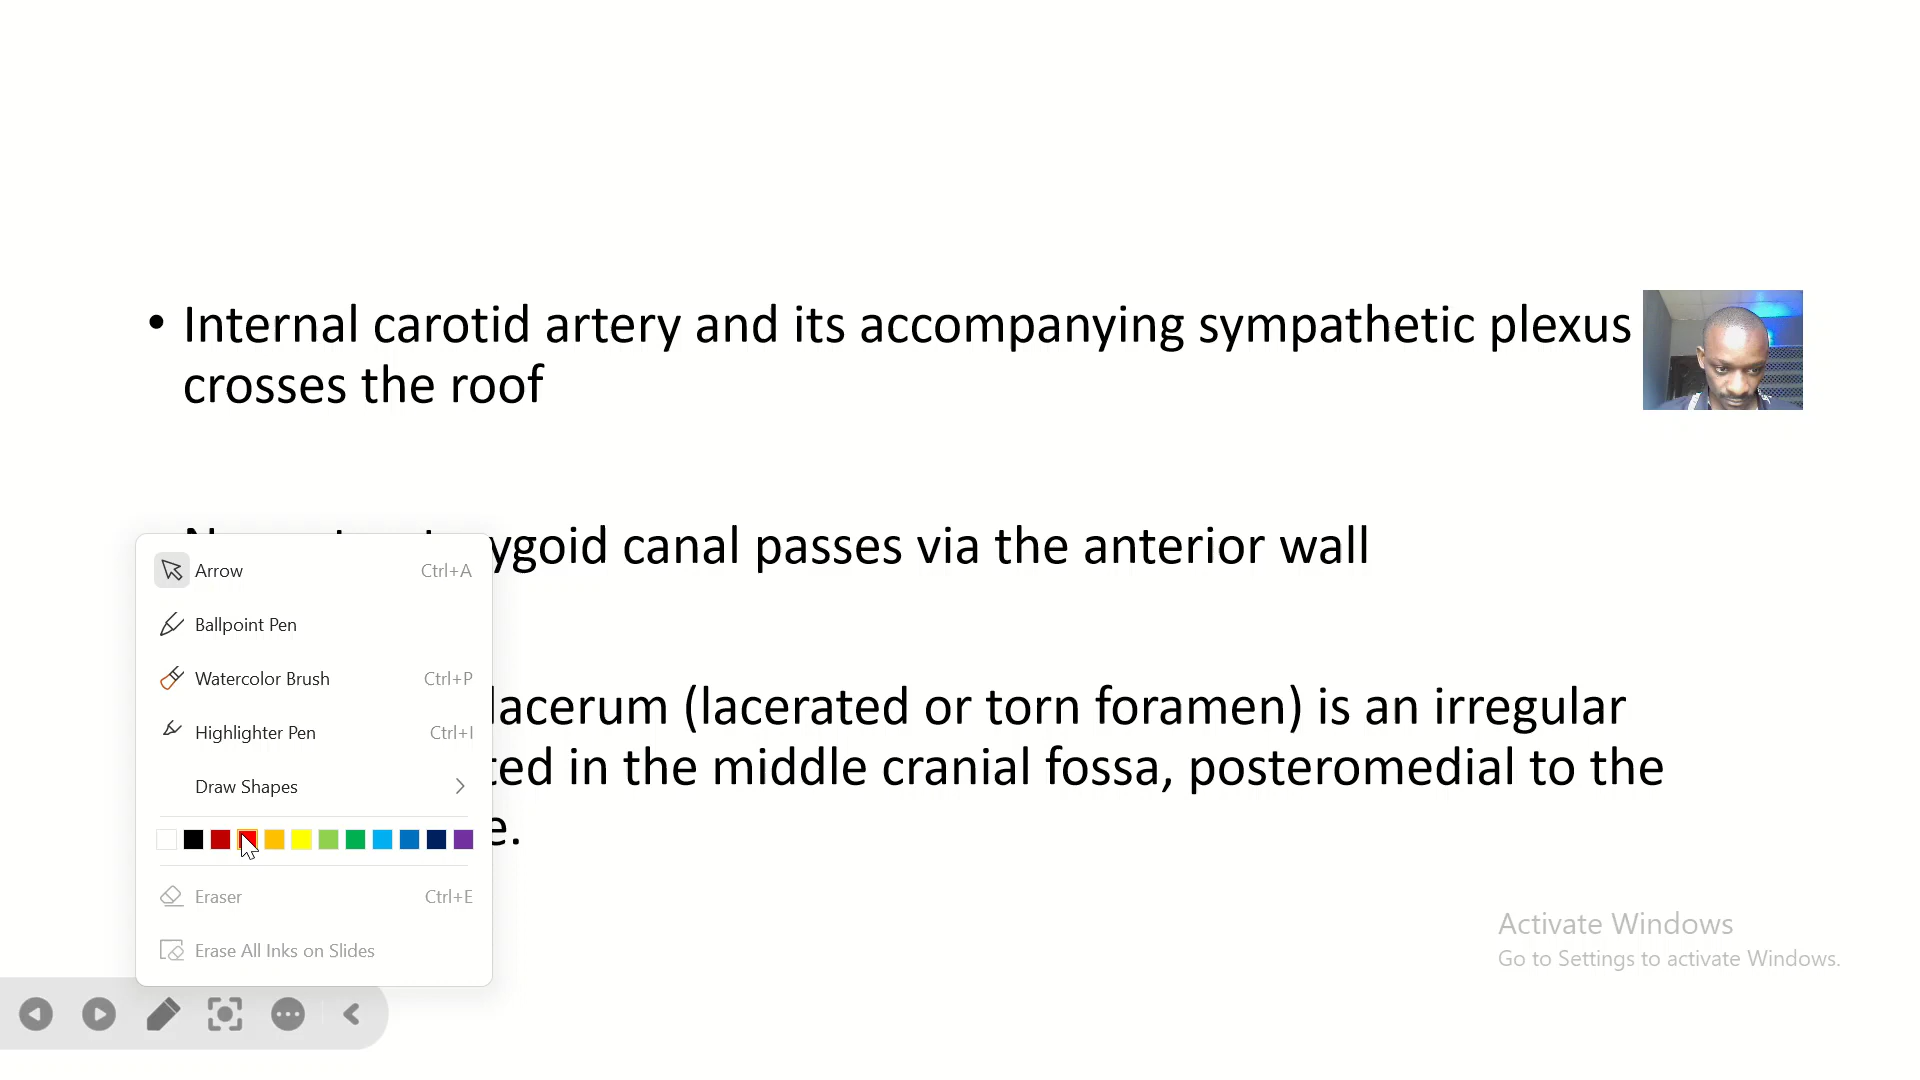 • Internal carotid artery and its accompanying sympathetic plexus
crosses the roof
ygoid canal passes via the anterior wall
lacerum (lacerated or torn foramen) is an irregular
ted in the middle cranial fossa, posteromedial to the
e.
Arrow Ctrl+A
Ballpoint Pen
Watercolor Brush Ctrl+P
Highlighter Pen Ctrl+I
Draw Shapes
Eraser Ctrl+E
Erase All Inks on Slides
Activate Windows
Go to Settings to activate Windows.